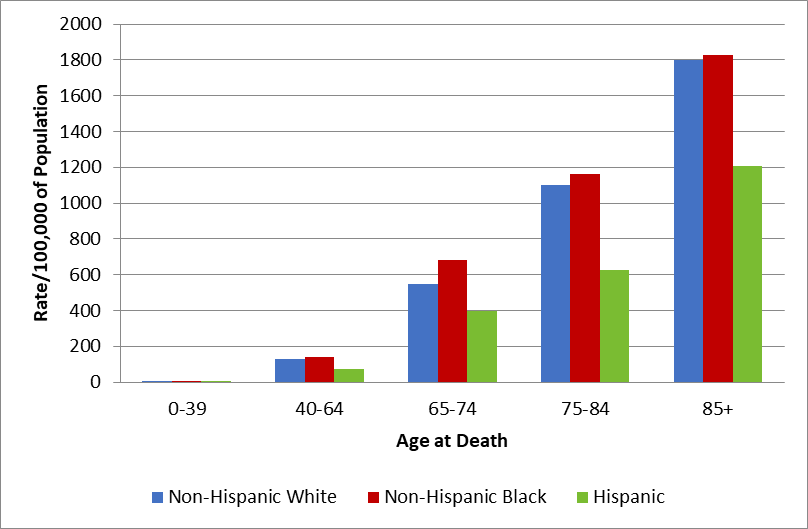 2000
1800
1600
1400
1200
1000
800
600
400
200
0
Rate/100,000 of Population
0-39 40-64 65-74 75-84 85+
Age at Death
Non-Hispanic White Non-Hispanic Black Hispanic